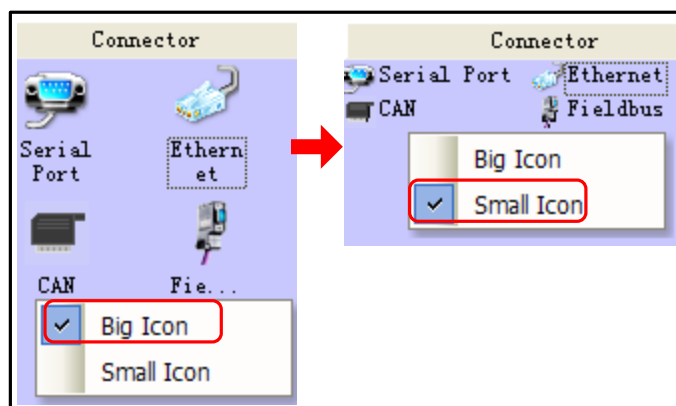 Connector
Serial
Port
Ethern
et
CAN
Fie...
Big Icon
Small Icon
Connector
Serial Port
Ethernet
CAN
Fieldbus
Big Icon
Small Icon